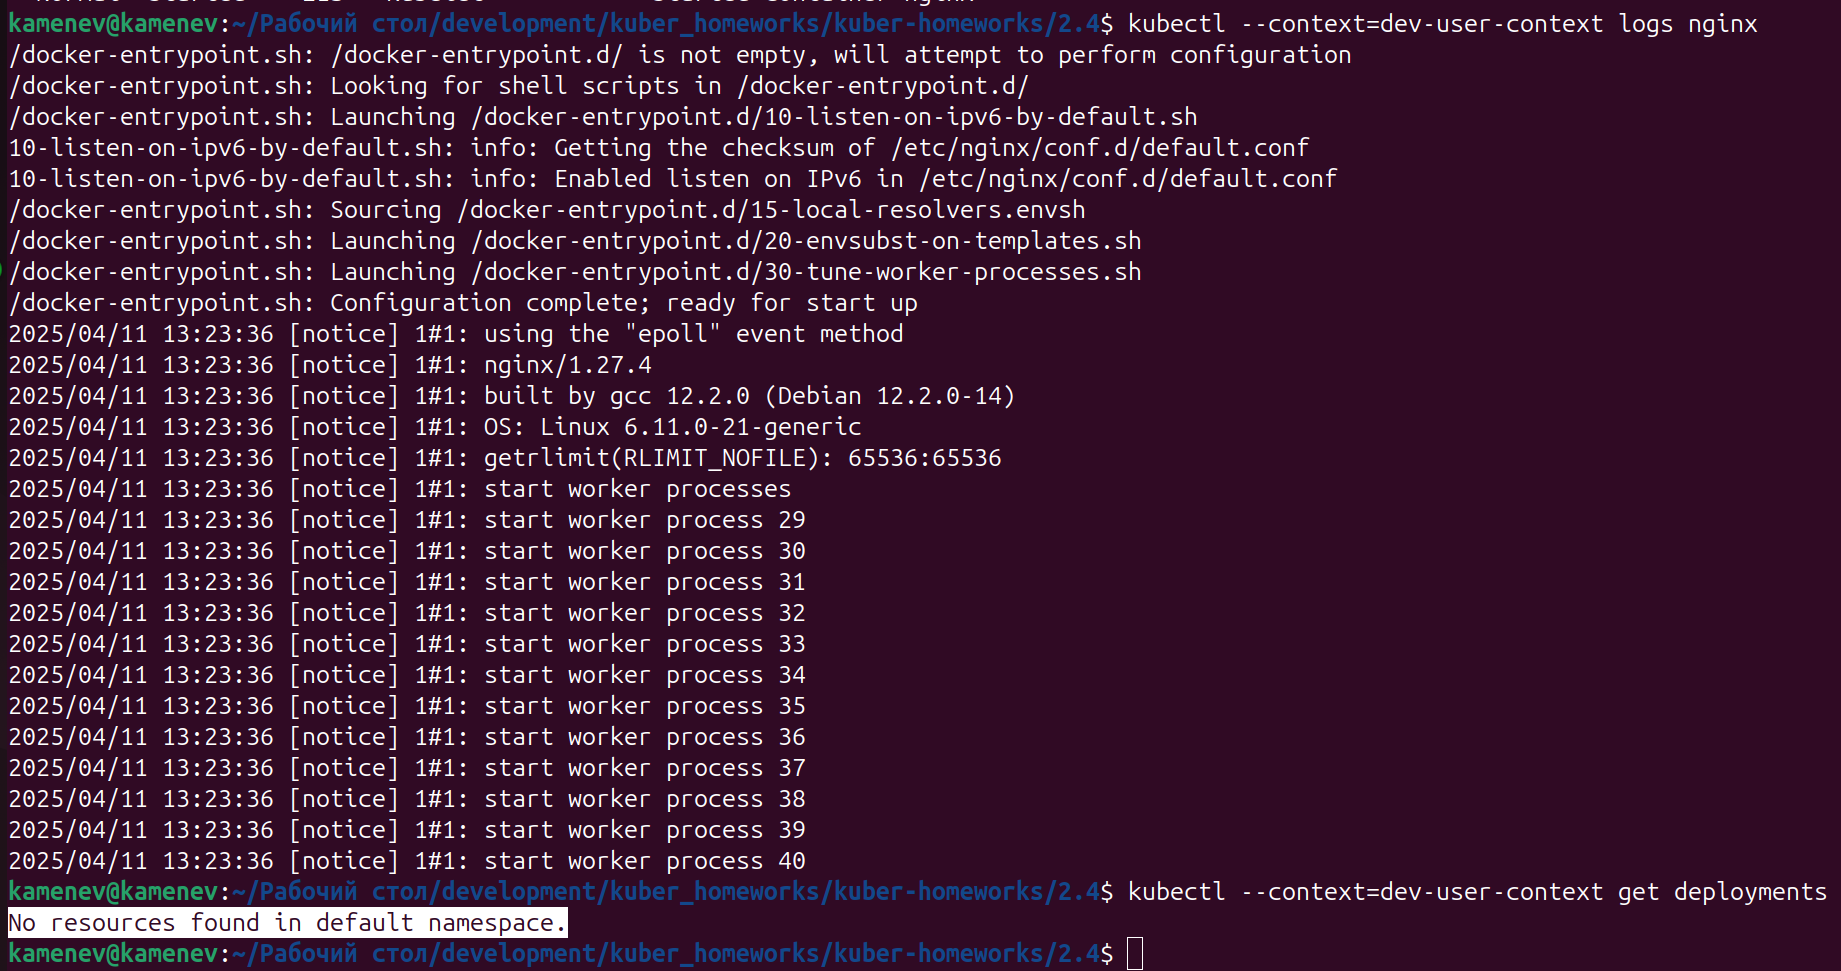 kamenev@kamenev:~/Рабочий стол/development/kuber_homeworks/kuber-homeworks/2.4$ kubectl --context=dev-user-context logs nginx
/docker-entrypoint.sh: /docker-entrypoint.d/ is not empty, will attempt to perform configuration
/docker-entrypoint.sh: Looking for shell scripts in /docker-entrypoint.d/
/docker-entrypoint.sh: Launching /docker-entrypoint.d/10-listen-on-ipv6-by-default.sh
10-listen-on-ipv6-by-default.sh: info: Getting the checksum of /etc/nginx/conf.d/default.conf
10-listen-on-ipv6-by-default.sh: info: Enabled listen on IPv6 in /etc/nginx/conf.d/default.conf
/docker-entrypoint.sh: Sourcing /docker-entrypoint.d/15-local-resolvers.envsh
/docker-entrypoint.sh: Launching /docker-entrypoint.d/20-envsubst-on-templates.sh
/docker-entrypoint.sh: Launching /docker-entrypoint.d/30-tune-worker-processes.sh
/docker-entrypoint.sh: Configuration complete; ready for start up
2025/04/11 13:23:36 [notice] 1#1: using the "epoll" event method
2025/04/11 13:23:36 [notice] 1#1: nginx/1.27.4
2025/04/11 13:23:36 [notice] 1#1: built by gcc 12.2.0 (Debian 12.2.0-14)
2025/04/11 13:23:36 [notice] 1#1: OS: Linux 6.11.0-21-generic
2025/04/11 13:23:36 [notice] 1#1: getrlimit(RLIMIT_NOFILE): 65536:65536
2025/04/11 13:23:36 [notice] 1#1: start worker processes
2025/04/11 13:23:36 [notice] 1#1: start worker process 29
2025/04/11 13:23:36 [notice] 1#1: start worker process 30
2025/04/11 13:23:36 [notice] 1#1: start worker process 31
2025/04/11 13:23:36 [notice] 1#1: start worker process 32
2025/04/11 13:23:36 [notice] 1#1: start worker process 33
2025/04/11 13:23:36 [notice] 1#1: start worker process 34
2025/04/11 13:23:36 [notice] 1#1: start worker process 35
2025/04/11 13:23:36 [notice] 1#1: start worker process 36
2025/04/11 13:23:36 [notice] 1#1: start worker process 37
2025/04/11 13:23:36 [notice] 1#1: start worker process 38
2025/04/11 13:23:36 [notice] 1#1: start worker process 39
2025/04/11 13:23:36 [notice] 1#1: start worker process 40
kamenev@kamenev:~/Рабочий стол/development/kuber_homeworks/kuber-homeworks/2.4$ kubectl --context=dev-user-context get deployments
No resources found in default namespace.
kamenev@kamenev:~/Рабочий стол/development/kuber_homeworks/kuber-homeworks/2.4$